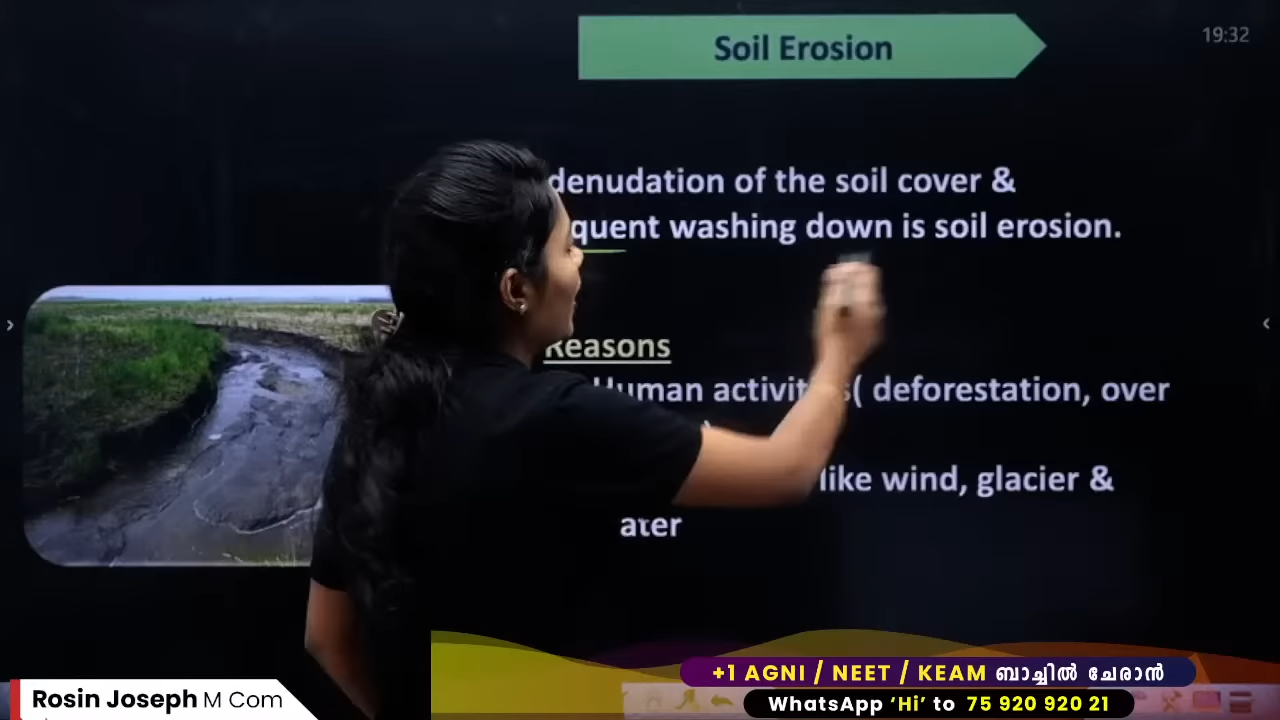 Soil Erosion
19:32
denudation of the soil cover &
quent washing down is soil erosion.
Reasons
Human activit s( deforestation, over
like wind, glacier &
ater
+1 AGNI / NEET / KEAM ബാച്ചിൽ ചേരാൻ
Rosin Joseph M Com
WhatsApp ‘Hi’ to 75 920 920 21